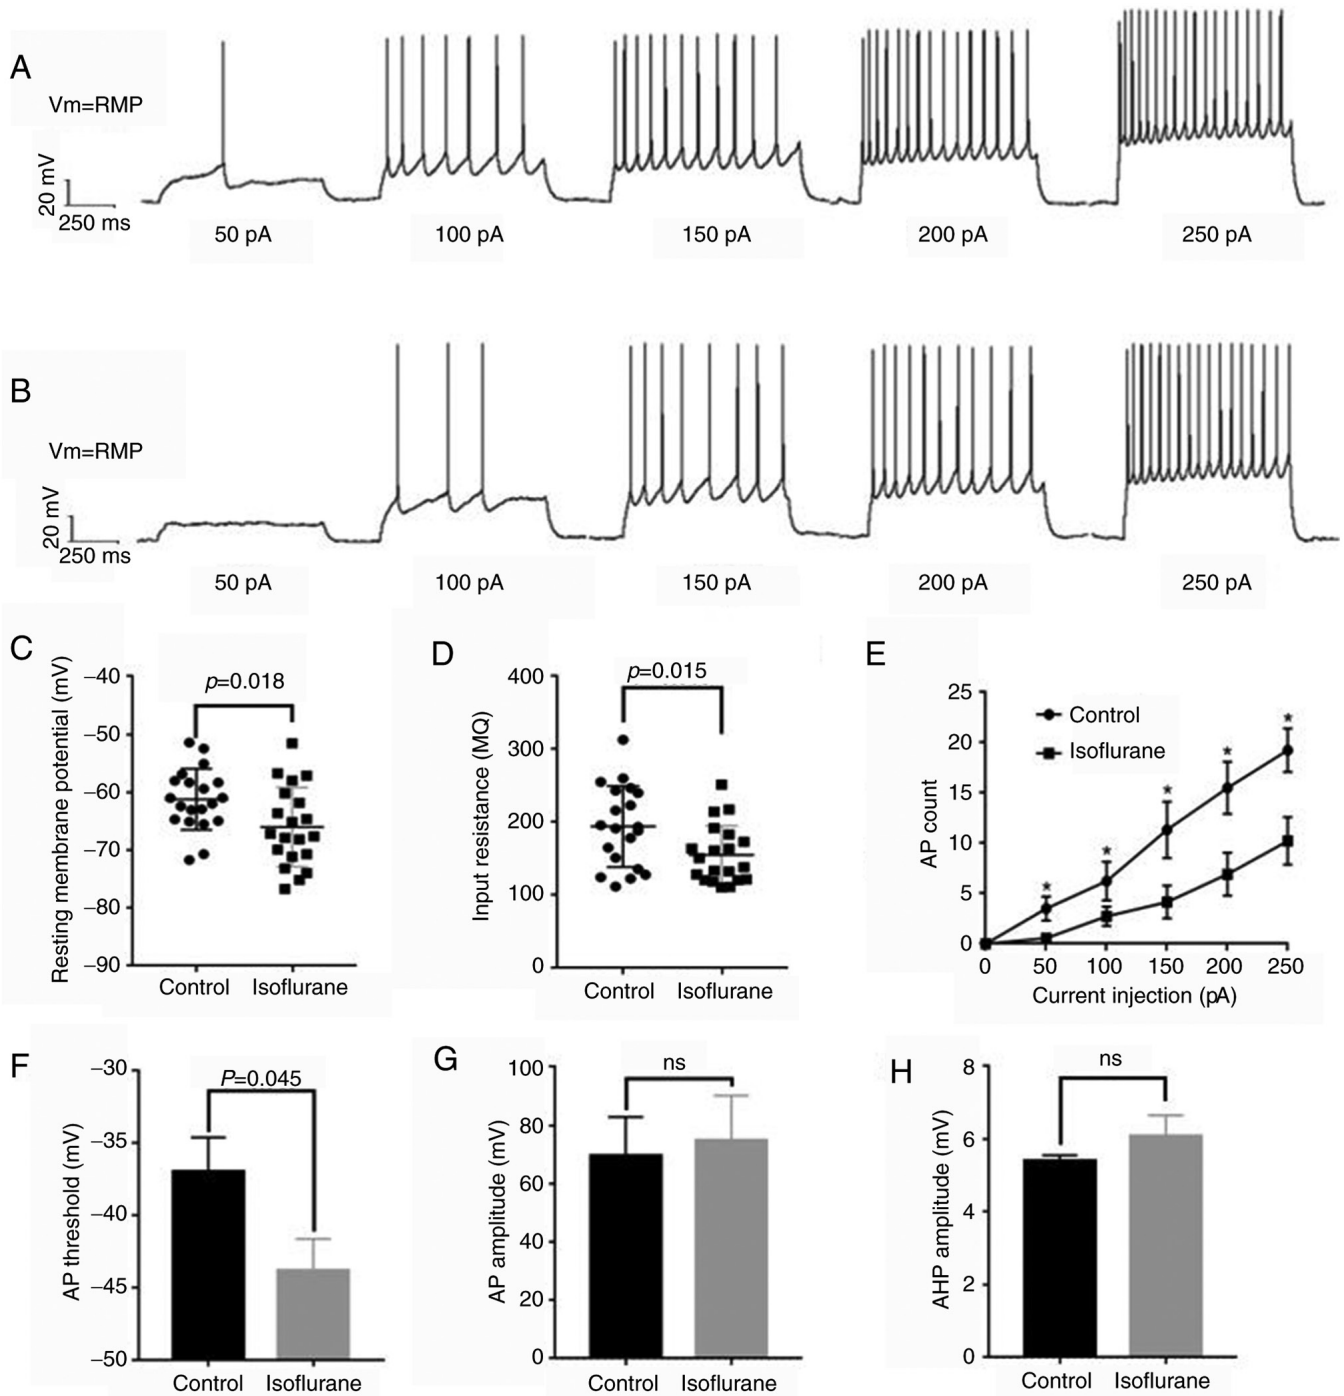 A
Vm=RMP
20 mV
250 ms
50 pA
100 pA
150 pA
200 pA
250 pA
B
Vm=RMP
20 mV
250 ms
50 pA
100 pA
150 pA
200 pA
250 pA
C
Resting membrane potential (mV)
−40
−50
−60
−70
−80
−90
p=0.018
Control
Isoflurane
D
Input resistance (MQ)
400
300
200
100
0
p=0.015
Control
Isoflurane
E
AP count
25
20
15
10
5
0
Control
Isoflurane
*
*
*
*
*
0
50
100
150
200
250
Current injection (pA)
F
AP threshold (mV)
−30
−35
−40
−45
−50
P=0.045
Control
Isoflurane
G
AP amplitude (mV)
100
80
60
40
20
0
ns
Control
Isoflurane
H
AHP amplitude (mV)
8
6
4
2
0
ns
Control
Isoflurane